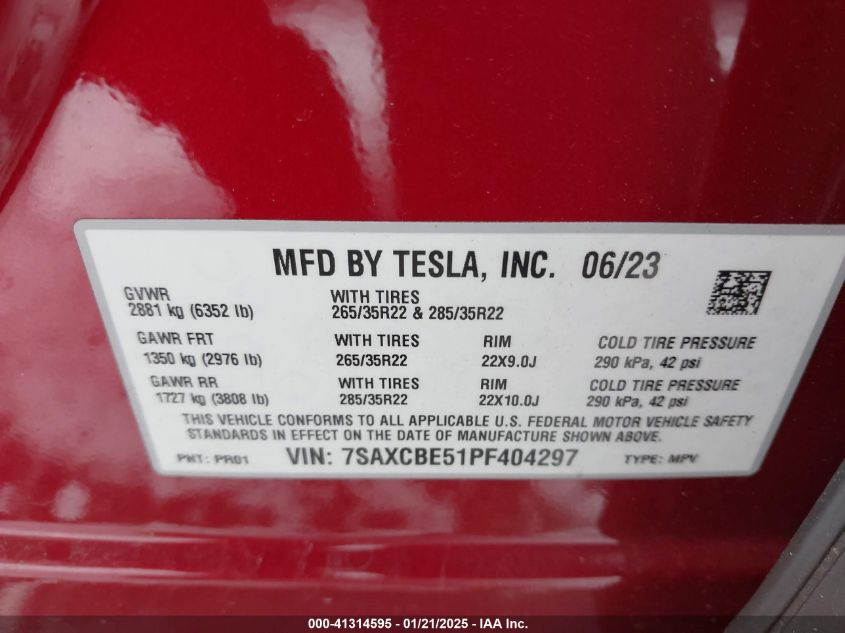 MFD BY TESLA, INC. 06/23
GVWR
2881 kg (6352 lb)
WITH TIRES
265/35R22 & 285/35R22
GAWR FRT
1350 kg (2976 lb)
WITH TIRES
265/35R22
RIM
22X9.0J
COLD TIRE PRESSURE
290 kPa, 42 psi
GAWR RR
1727 kg (3808 lb)
WITH TIRES
285/35R22
RIM
22X10.0J
COLD TIRE PRESSURE
290 kPa, 42 psi
THIS VEHICLE CONFORMS TO ALL APPLICABLE U.S. FEDERAL MOTOR VEHICLE SAFETY
STANDARDS IN EFFECT ON THE DATE OF MANUFACTURE SHOWN ABOVE.
PNT: PR01 VIN: 7SAXCBE51PF404297 TYPE: MPV
000-41314595 - 01/21/2025 - IAA Inc.